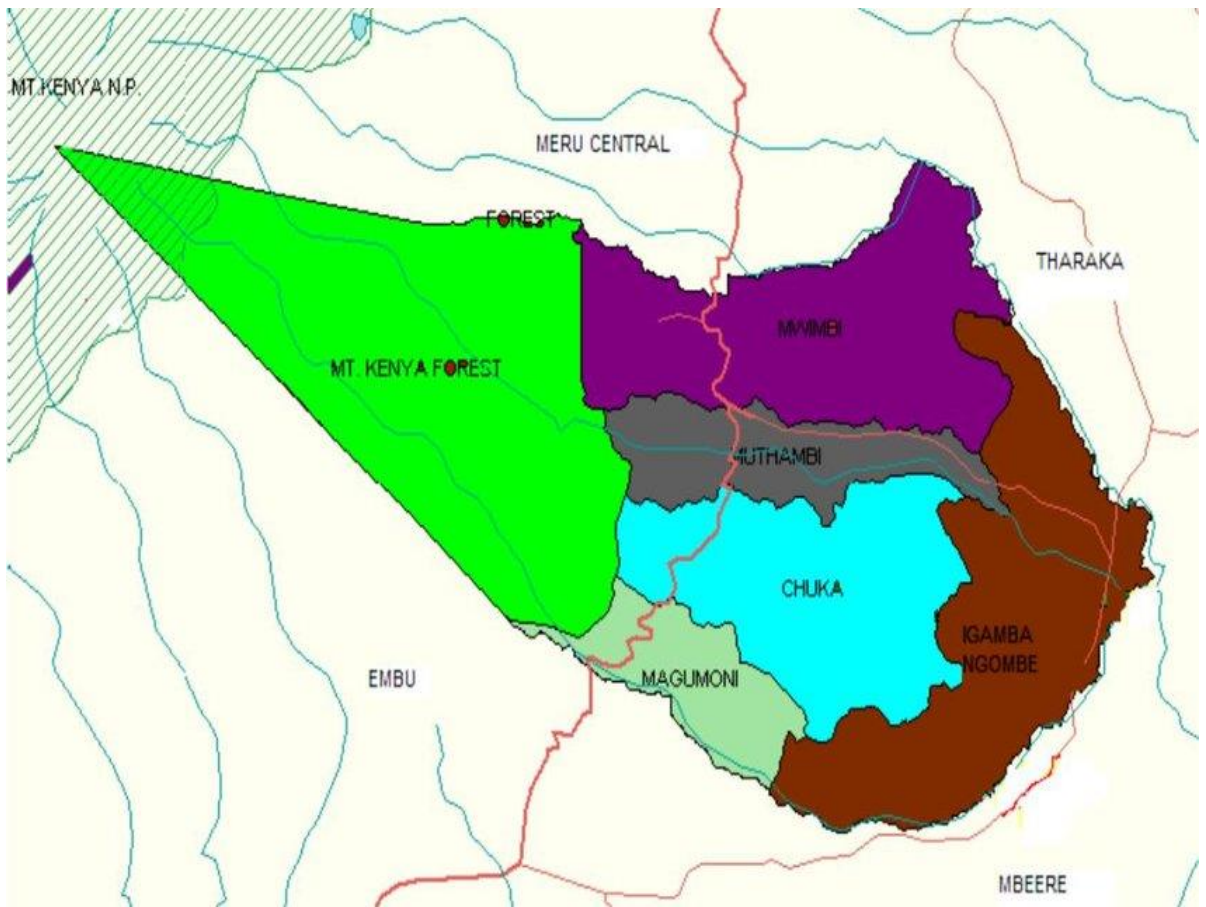 MT.KENYA N.P.
MERU CENTRAL
FOREST
THARAKA
MWIMBI
MT. KENYA FOREST
MUTHAMBI
CHUKA
IGAMBA
NGOMBE
EMBU
MAGUMONI
MBEERE